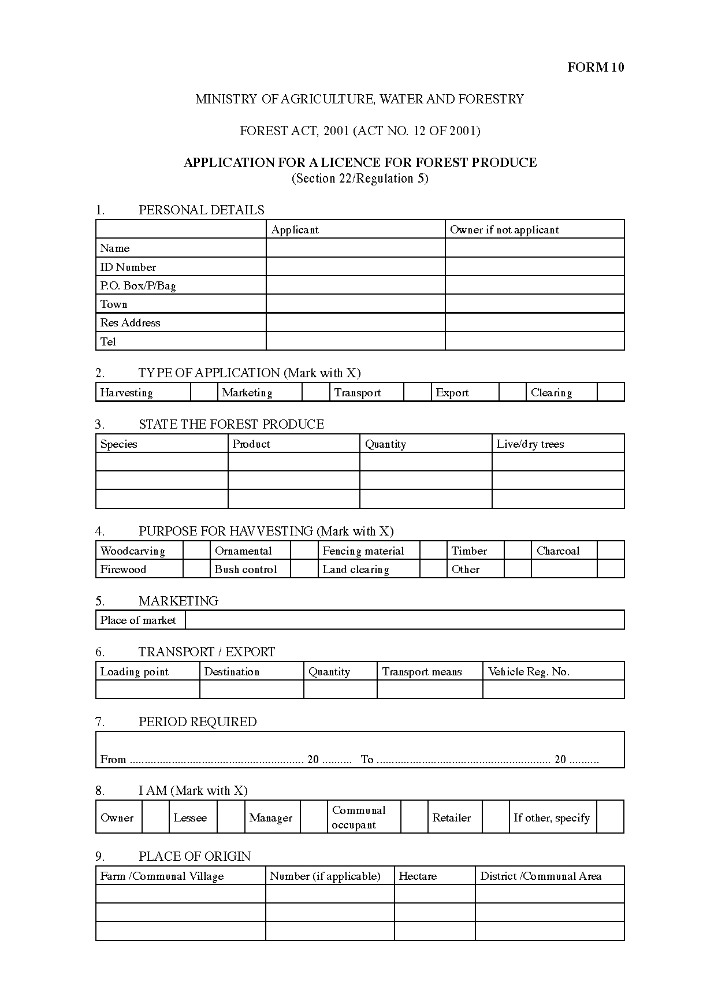 FORM 10
MINISTRY OF AGRICULTURE, WATER AND FORESTRY
FOREST ACT, 2001 (ACT NO. 12 OF 2001)
APPLICATION FOR A LICENCE FOR FOREST PRODUCE
(Section 22/Regulation 5)
1. PERSONAL DETAILS
Applicant Owner if not applicant
Name
ID Number
P.O. Box/P/Bag
Town
Res Address
Tel
2. TYPE OF APPLICATION (Mark with X)
Harvesting Marketing Transport Export Clearing
3. STATE THE FOREST PRODUCE
Species Product Quantity Live/dry trees
4. PURPOSE FOR HAVVESTING (Mark with X)
Woodcarving Ornamental Fencing material Timber Charcoal
Firewood Bush control Land clearing Other
5. MARKETING
Place of market
6. TRANSPORT / EXPORT
Loading point Destination Quantity Transport means Vehicle Reg. No.
7. PERIOD REQUIRED
From .......................................................... 20 .......... To .......................................................... 20 ..........
8. I AM (Mark with X)
Owner Lessee Manager Communal occupant Retailer If other, specify
9. PLACE OF ORIGIN
Farm /Communal Village Number (if applicable) Hectare District /Communal Area